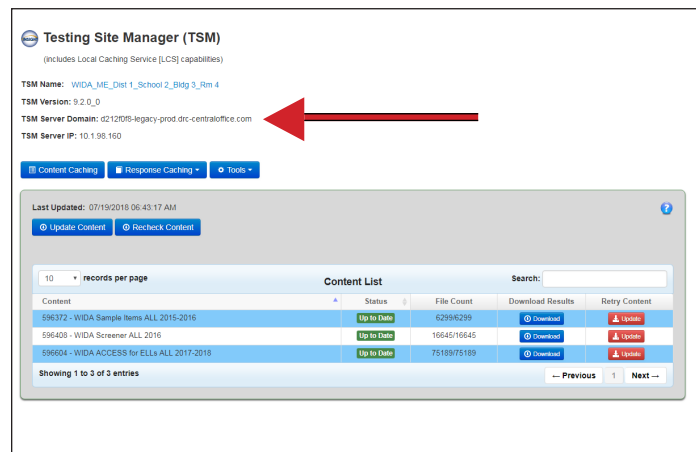 Testing Site Manager (TSM)
(includes Local Caching Service [LCS] capabilities)
TSM Name: WIDA_ME_Dist 1_School 2_Bldg 3_Rm 4
TSM Version: 9.2.0_0
TSM Server Domain: d212f0f8-legacy-prod.drc-centraloffice.com
TSM Server IP: 10.1.98.160
Content Caching Response Caching Tools
Last Updated: 07/19/2018 06:43:17 AM
Update Content Recheck Content
10 records per page Content List Search:
Content Status File Count Download Results Retry Content
596372 - WIDA Sample Items ALL 2015-2016 Up to Date 6299/6299 Download Update
596408 - WIDA Screener ALL 2016 Up to Date 16645/16645 Download Update
596604 - WIDA ACCESS for ELLs ALL 2017-2018 Up to Date 75189/75189 Download Update
Showing 1 to 3 of 3 entries ← Previous 1 Next →